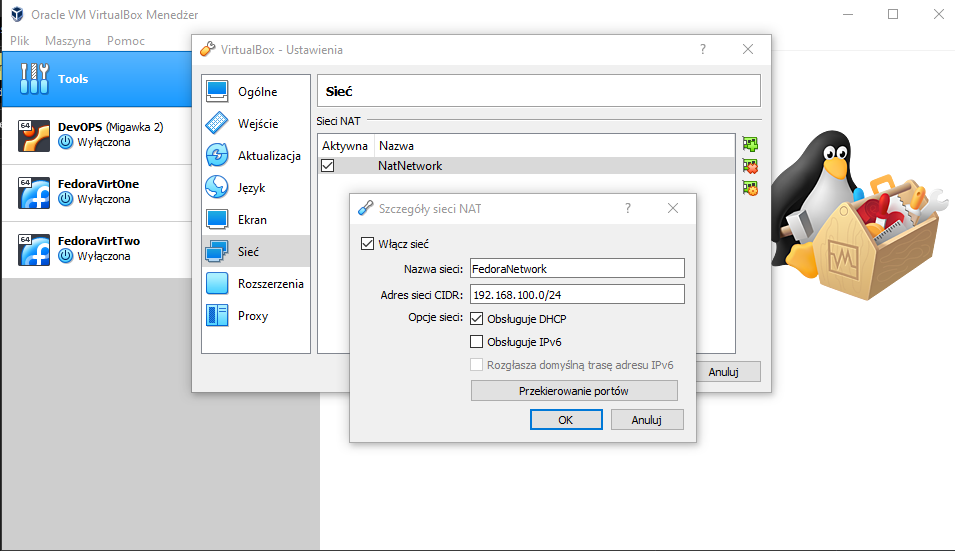 Oracle VM VirtualBox Menedżer
Plik Maszyna Pomoc
Tools
64 DevOPS (Migawka 2)
Wyłączona
64 FedoraVirtOne
Wyłączona
64 FedoraVirtTwo
Wyłączona
VirtualBox - Ustawienia ?
Ogólne
Wejście
Aktualizacja
Język
Ekran
Sieć
Rozszerzenia
Proxy
Sieć
Sieci NAT
Aktywna Nazwa
NatNetwork
Anuluj
Szczegóły sieci NAT ?
Włącz sieć
Nazwa sieci: FedoraNetwork
Adres sieci CIDR: 192.168.100.0/24
Opcje sieci: Obsługuje DHCP
Obsługuje IPv6
Rozgłasza domyślną trasę adresu IPv6
Przekierowanie portów
OK Anuluj